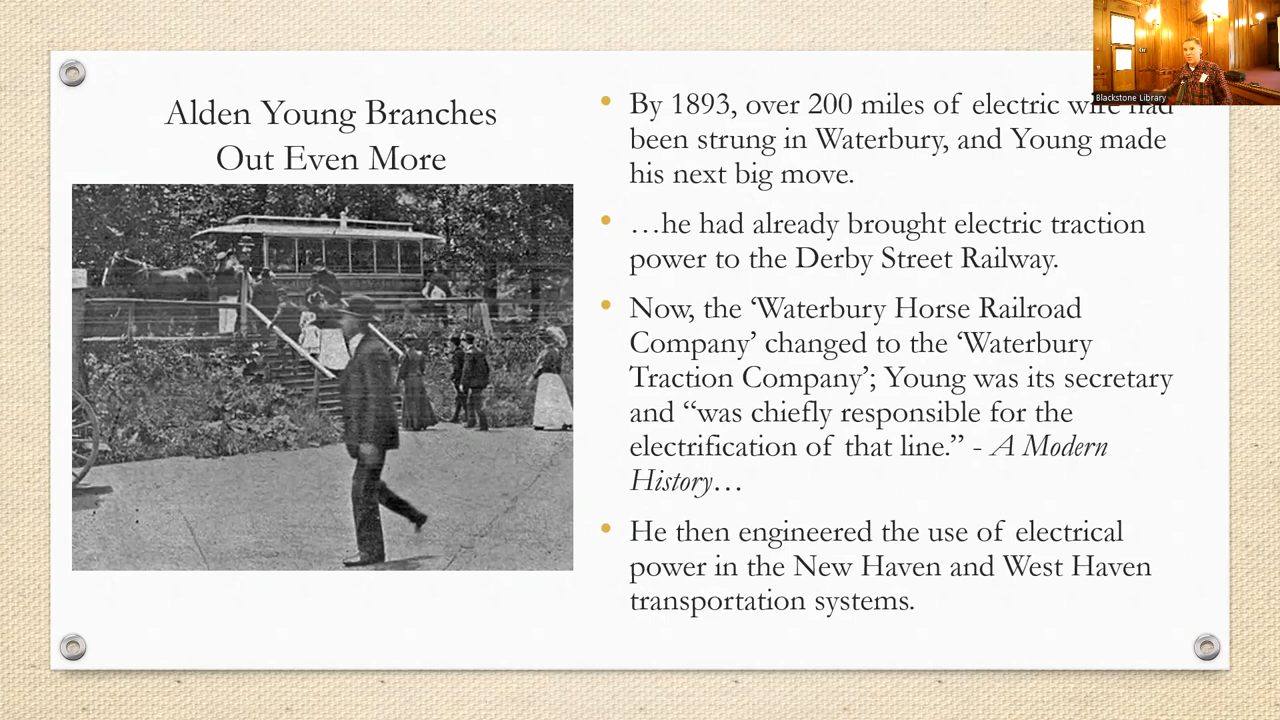 Alden Young Branches
Out Even More
By 1893, over 200 miles of electric wire had
been strung in Waterbury, and Young made
his next big move.
…he had already brought electric traction
power to the Derby Street Railway.
Now, the ‘Waterbury Horse Railroad
Company’ changed to the ‘Waterbury
Traction Company’; Young was its secretary
and “was chiefly responsible for the
electrification of that line.” - A Modern
History…
He then engineered the use of electrical
power in the New Haven and West Haven
transportation systems.
Blackstone Library